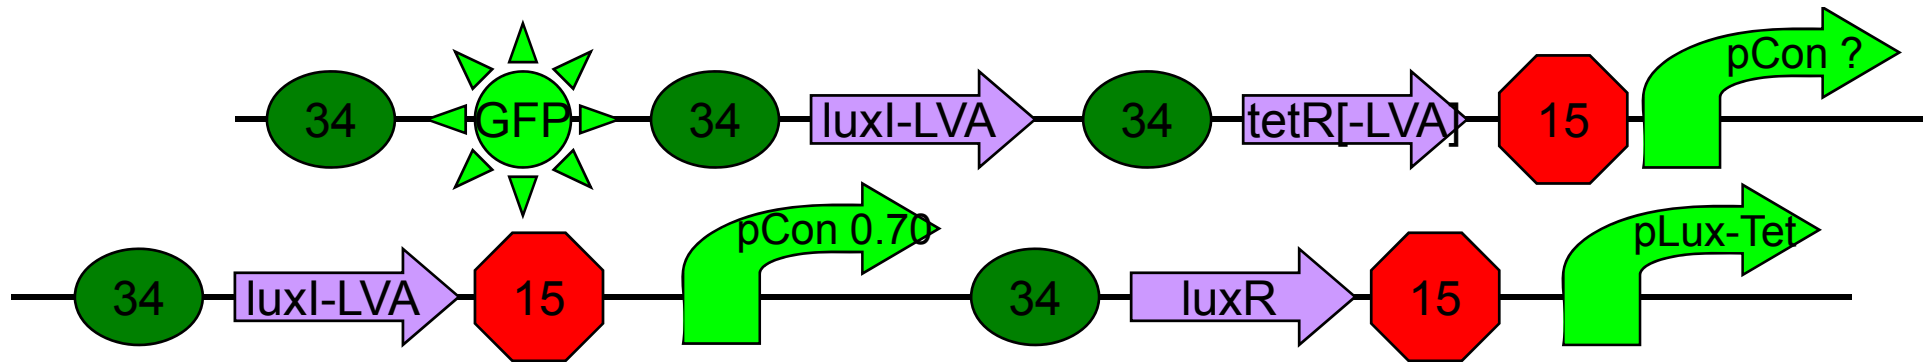 34 GFP 34 luxI-LVA 34 tetR[-LVA] 15 pCon ?
34 luxI-LVA 15 pCon 0.70 34 luxR 15 pLux-Tet